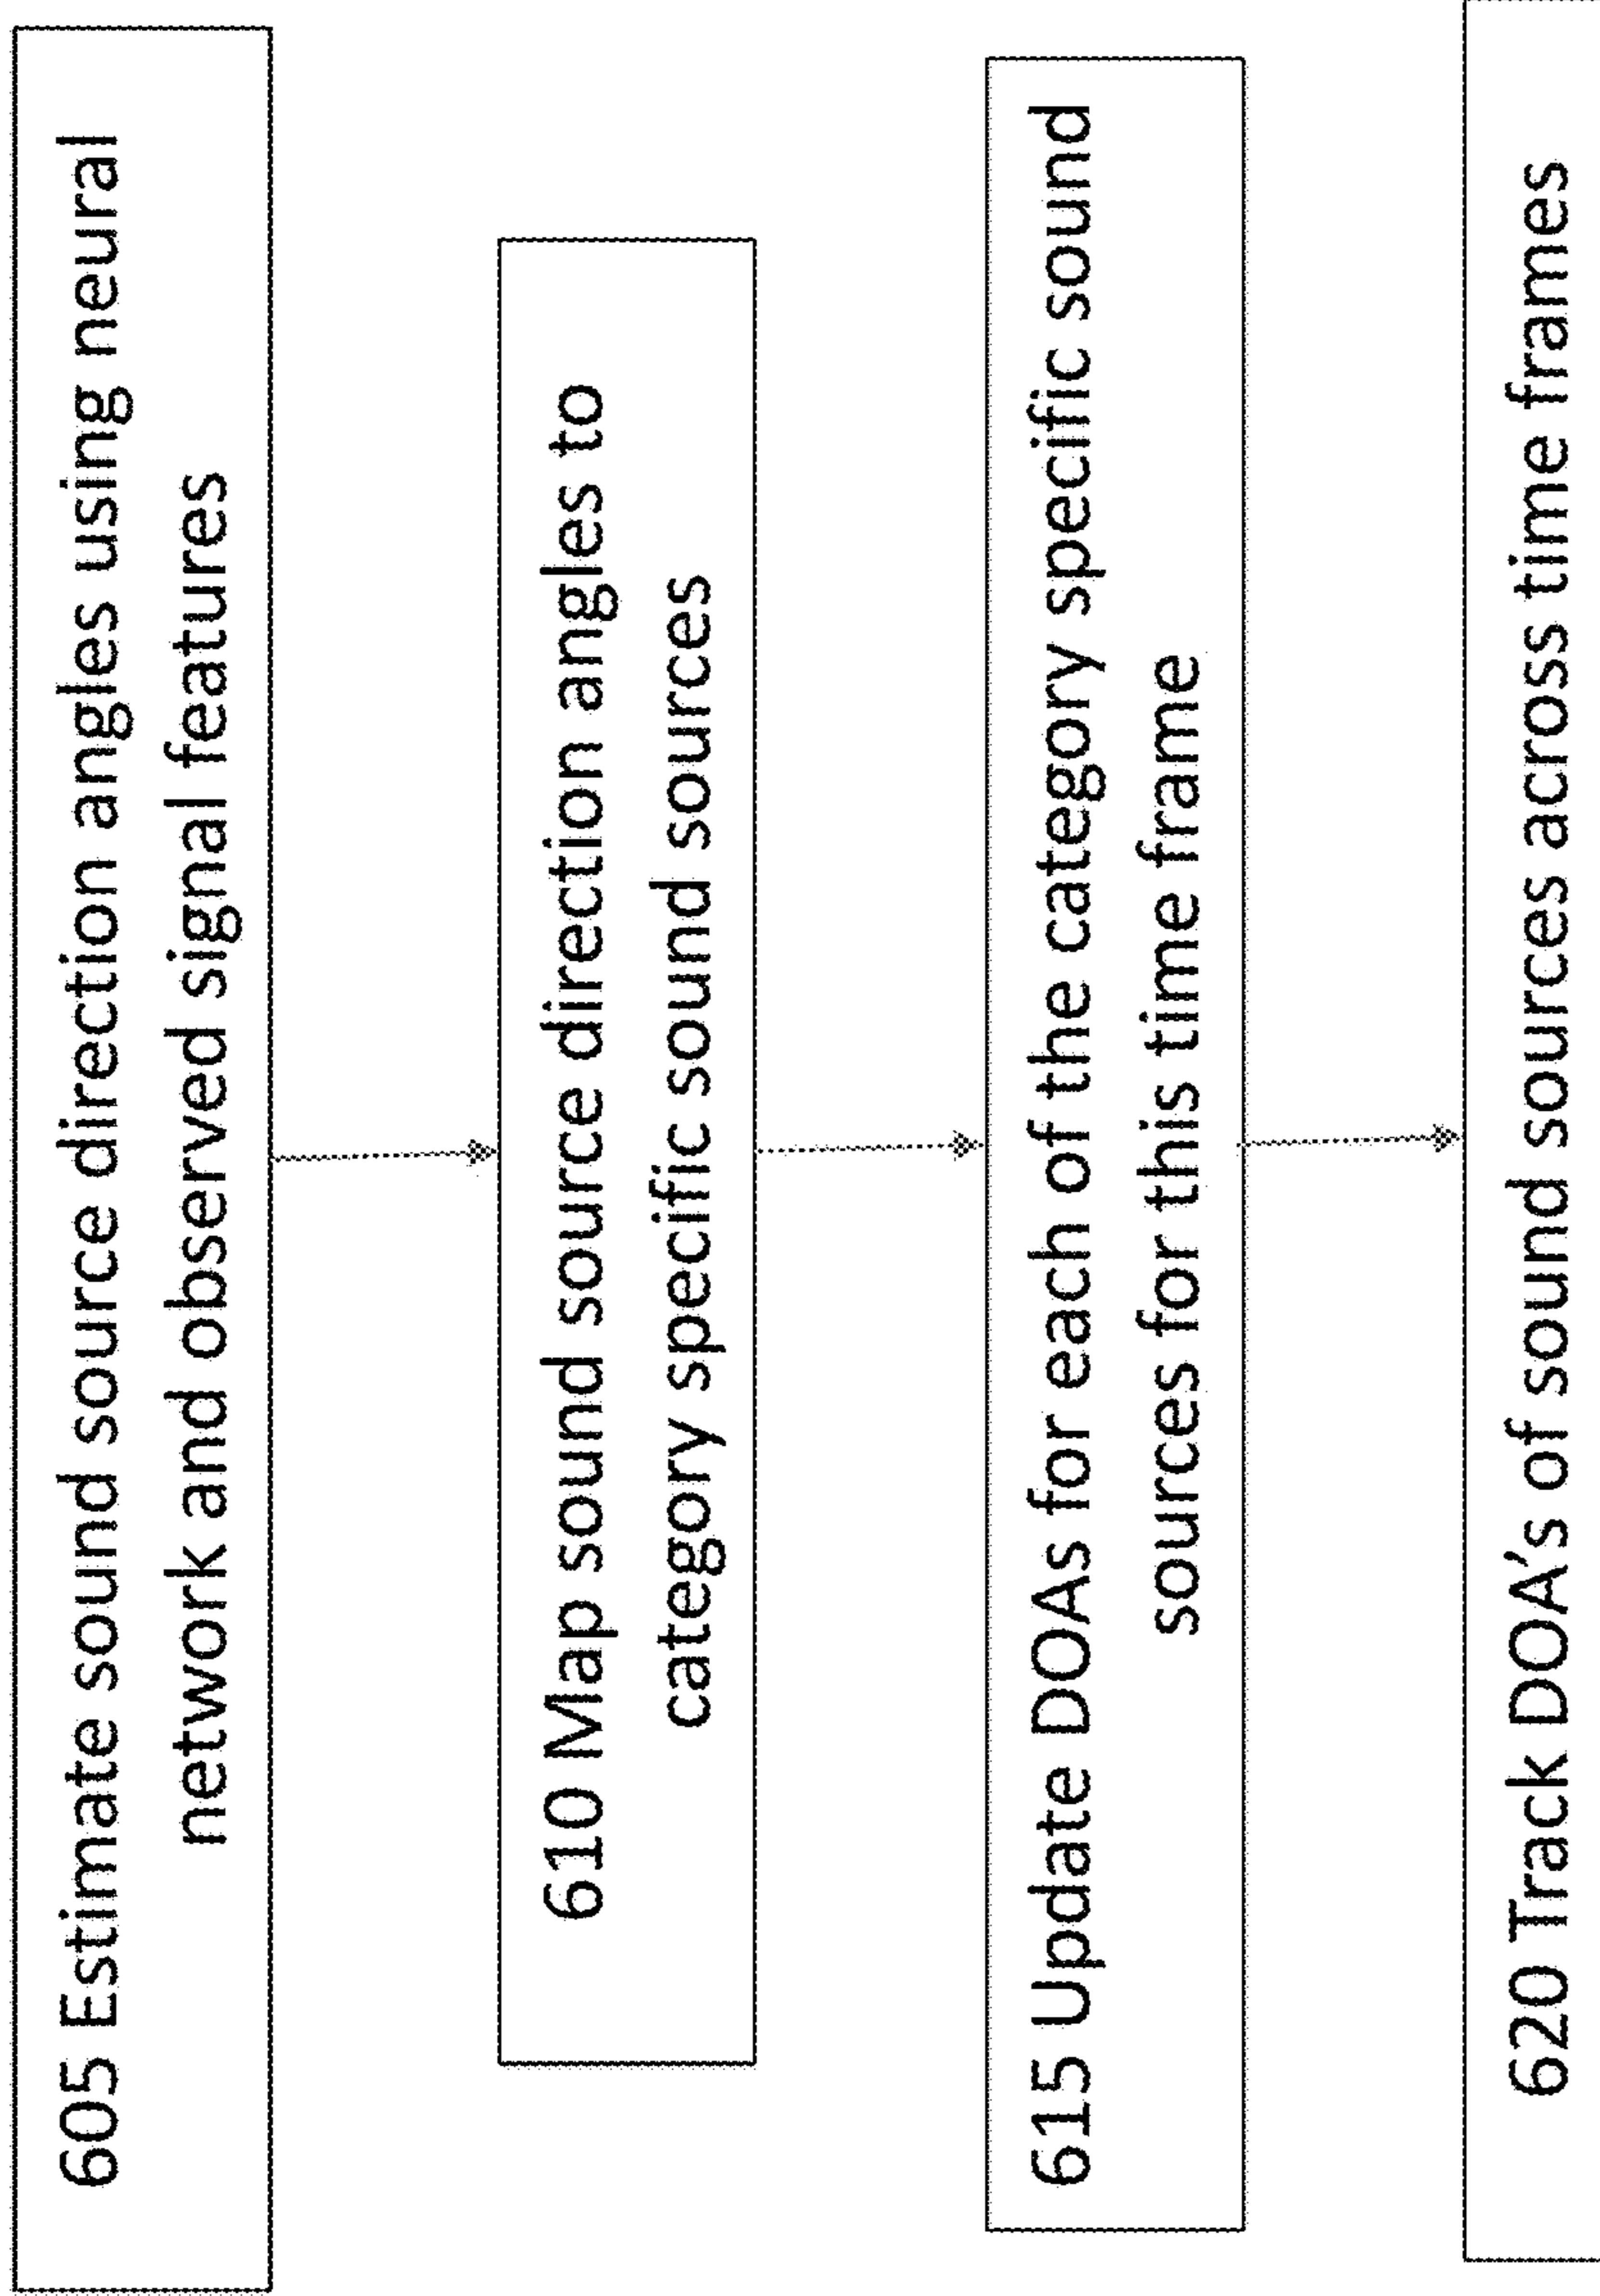 605 Estimate sound source direction angles using neural
network and observed signal features
610 Map sound source direction angles to
category specific sound sources
615 Update DOAs for each of the category specific sound
sources for this time frame
620 Track DOA's of sound sources across time frames